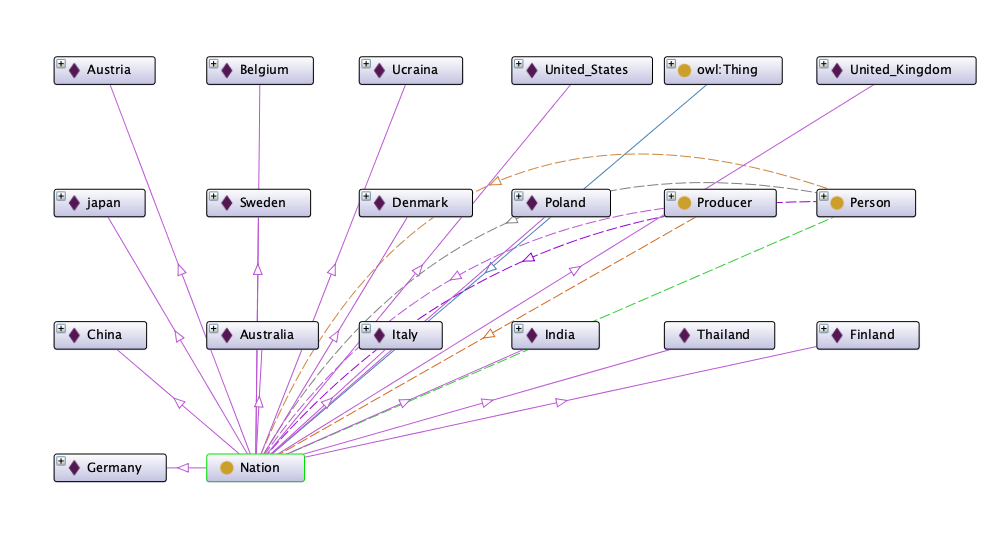 Austria
Belgium
Ucraina
United_States
owl:Thing
United_Kingdom
japan
Sweden
Denmark
Poland
Producer
Person
China
Australia
Italy
India
Thailand
Finland
Germany
Nation